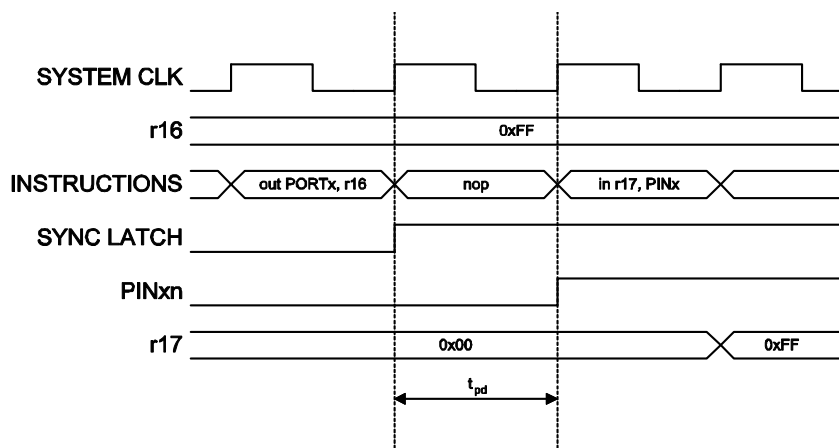 SYSTEM CLK
r16 0xFF
INSTRUCTIONS out PORTx, r16 nop in r17, PINx
SYNC LATCH
PINxn
r17 0x00 0xFF
tpd